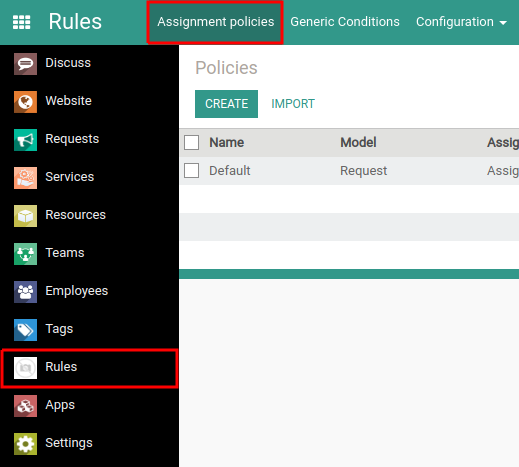 Rules Assignment policies Generic Conditions Configuration
Discuss
Website
Requests
Services
Resources
Teams
Employees
Tags
Rules
Apps
Settings
Policies
CREATE IMPORT
Name Model Assig
Default Request Assig